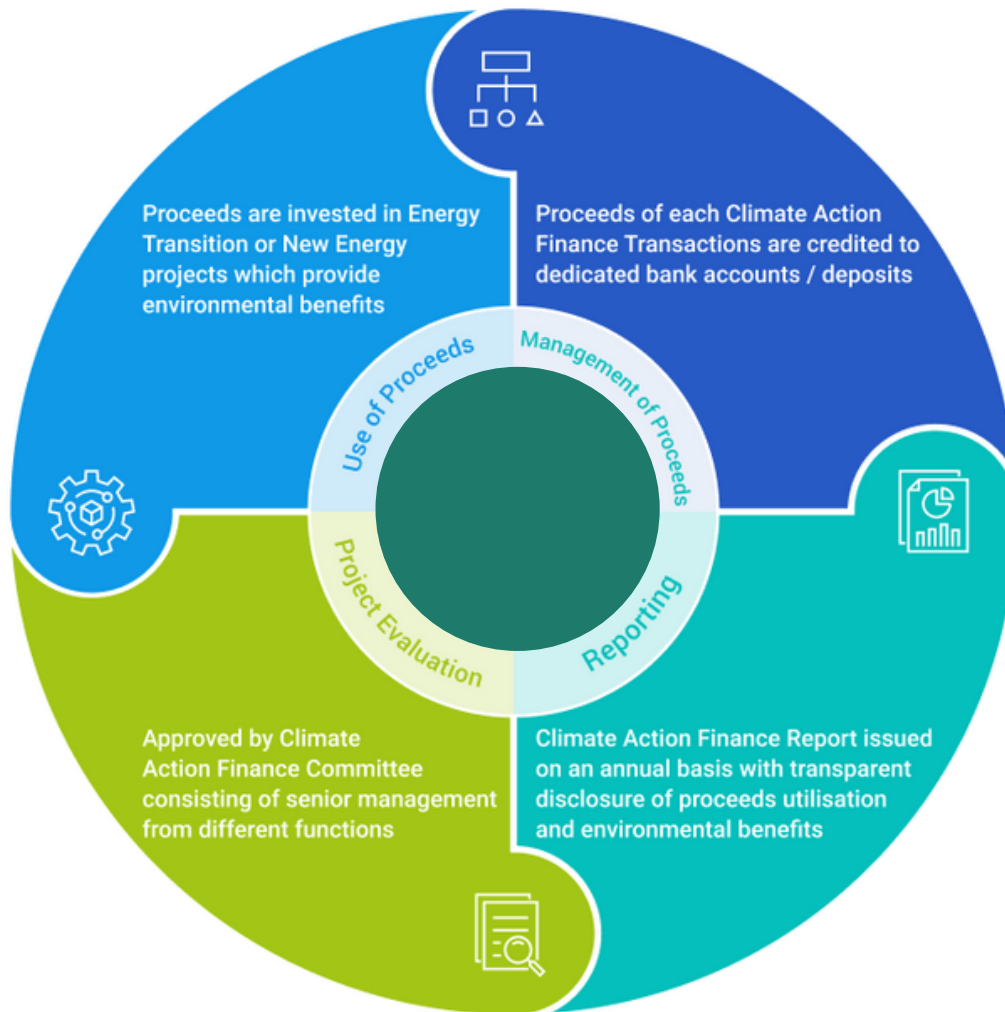 Proceeds are invested in Energy
Transition or New Energy
projects which provide
environmental benefits
Proceeds of each Climate Action
Finance Transactions are credited to
dedicated bank accounts / deposits
Use of Proceeds
Management of Proceeds
Project Evaluation
Reporting
Approved by Climate
Action Finance Committee
consisting of senior management
from different functions
Climate Action Finance Report issued
on an annual basis with transparent
disclosure of proceeds utilisation
and environmental benefits